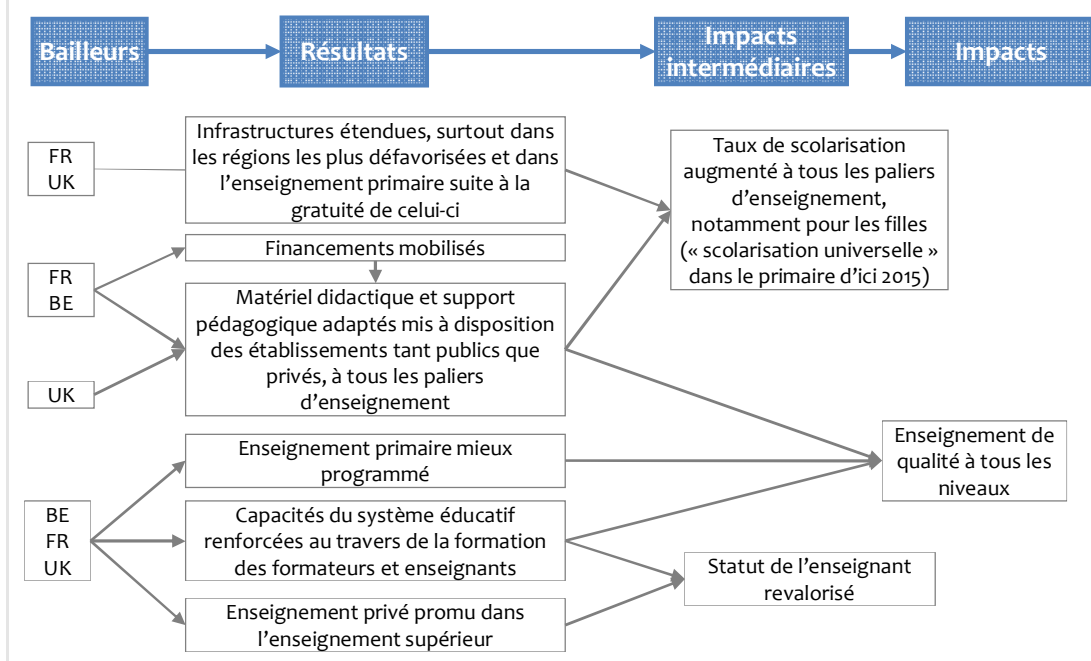 Bailleurs
Résultats
Impacts
intermédiaires
Impacts
FR
UK
Infrastructures étendues, surtout dans
les régions les plus défavorisées et dans
l’enseignement primaire suite à la
gratuité de celui-ci
Taux de scolarisation
augmenté à tous les paliers
d’enseignement,
notamment pour les filles
(« scolarisation universelle »
dans le primaire d’ici 2015)
Financements mobilisés
FR
BE
Matériel didactique et support
pédagogique adaptés mis à disposition
des établissements tant publics que
privés, à tous les paliers
d’enseignement
UK
Enseignement primaire mieux
programmé
Enseignement de
qualité à tous les
niveaux
BE
FR
UK
Capacités du système éducatif
renforcées au travers de la formation
des formateurs et enseignants
Statut de l’enseignant
revalorisé
Enseignement privé promu dans
l’enseignement supérieur